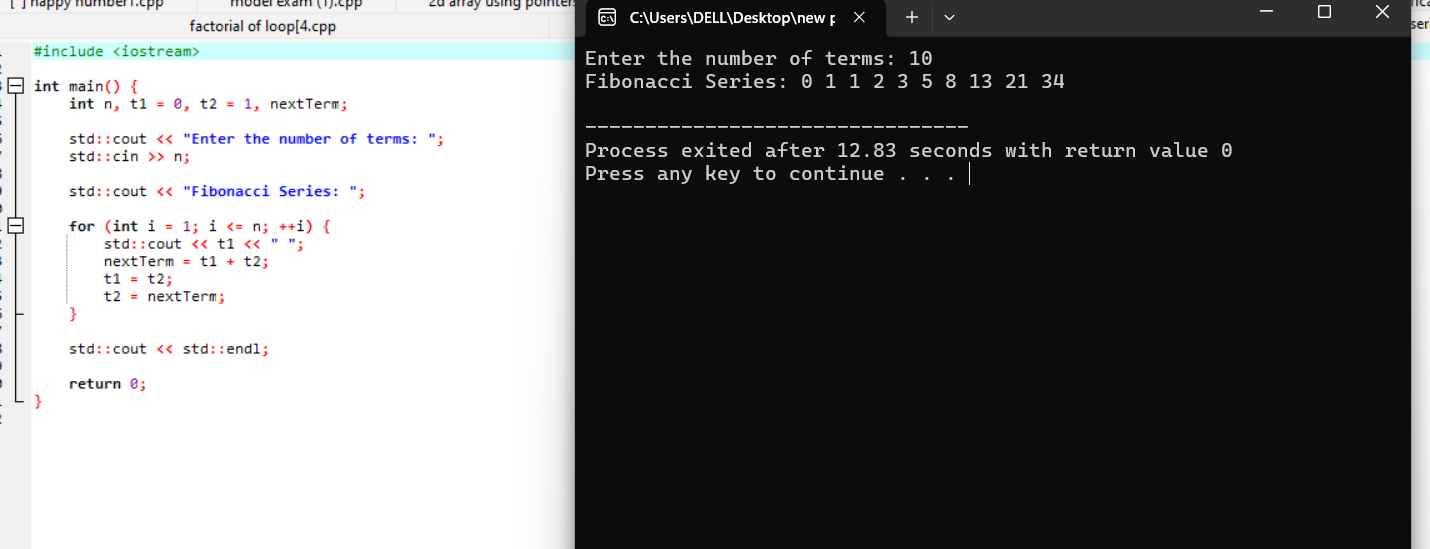 happy number1.cpp model exam (1).cpp 2d array using pointer
factorial of loop[4.cpp
#include <iostream>
int main() {
int n, t1 = 0, t2 = 1, nextTerm;
std::cout << "Enter the number of terms: ";
std::cin >> n;
std::cout << "Fibonacci Series: ";
for (int i = 1; i <= n; ++i) {
std::cout << t1 << " ";
nextTerm = t1 + t2;
t1 = t2;
t2 = nextTerm;
}
std::cout << std::endl;
return 0;
}
C:\Users\DELL\Desktop\new p
Enter the number of terms: 10
Fibonacci Series: 0 1 1 2 3 5 8 13 21 34
--------------------------------
Process exited after 12.83 seconds with return value 0
Press any key to continue . . .